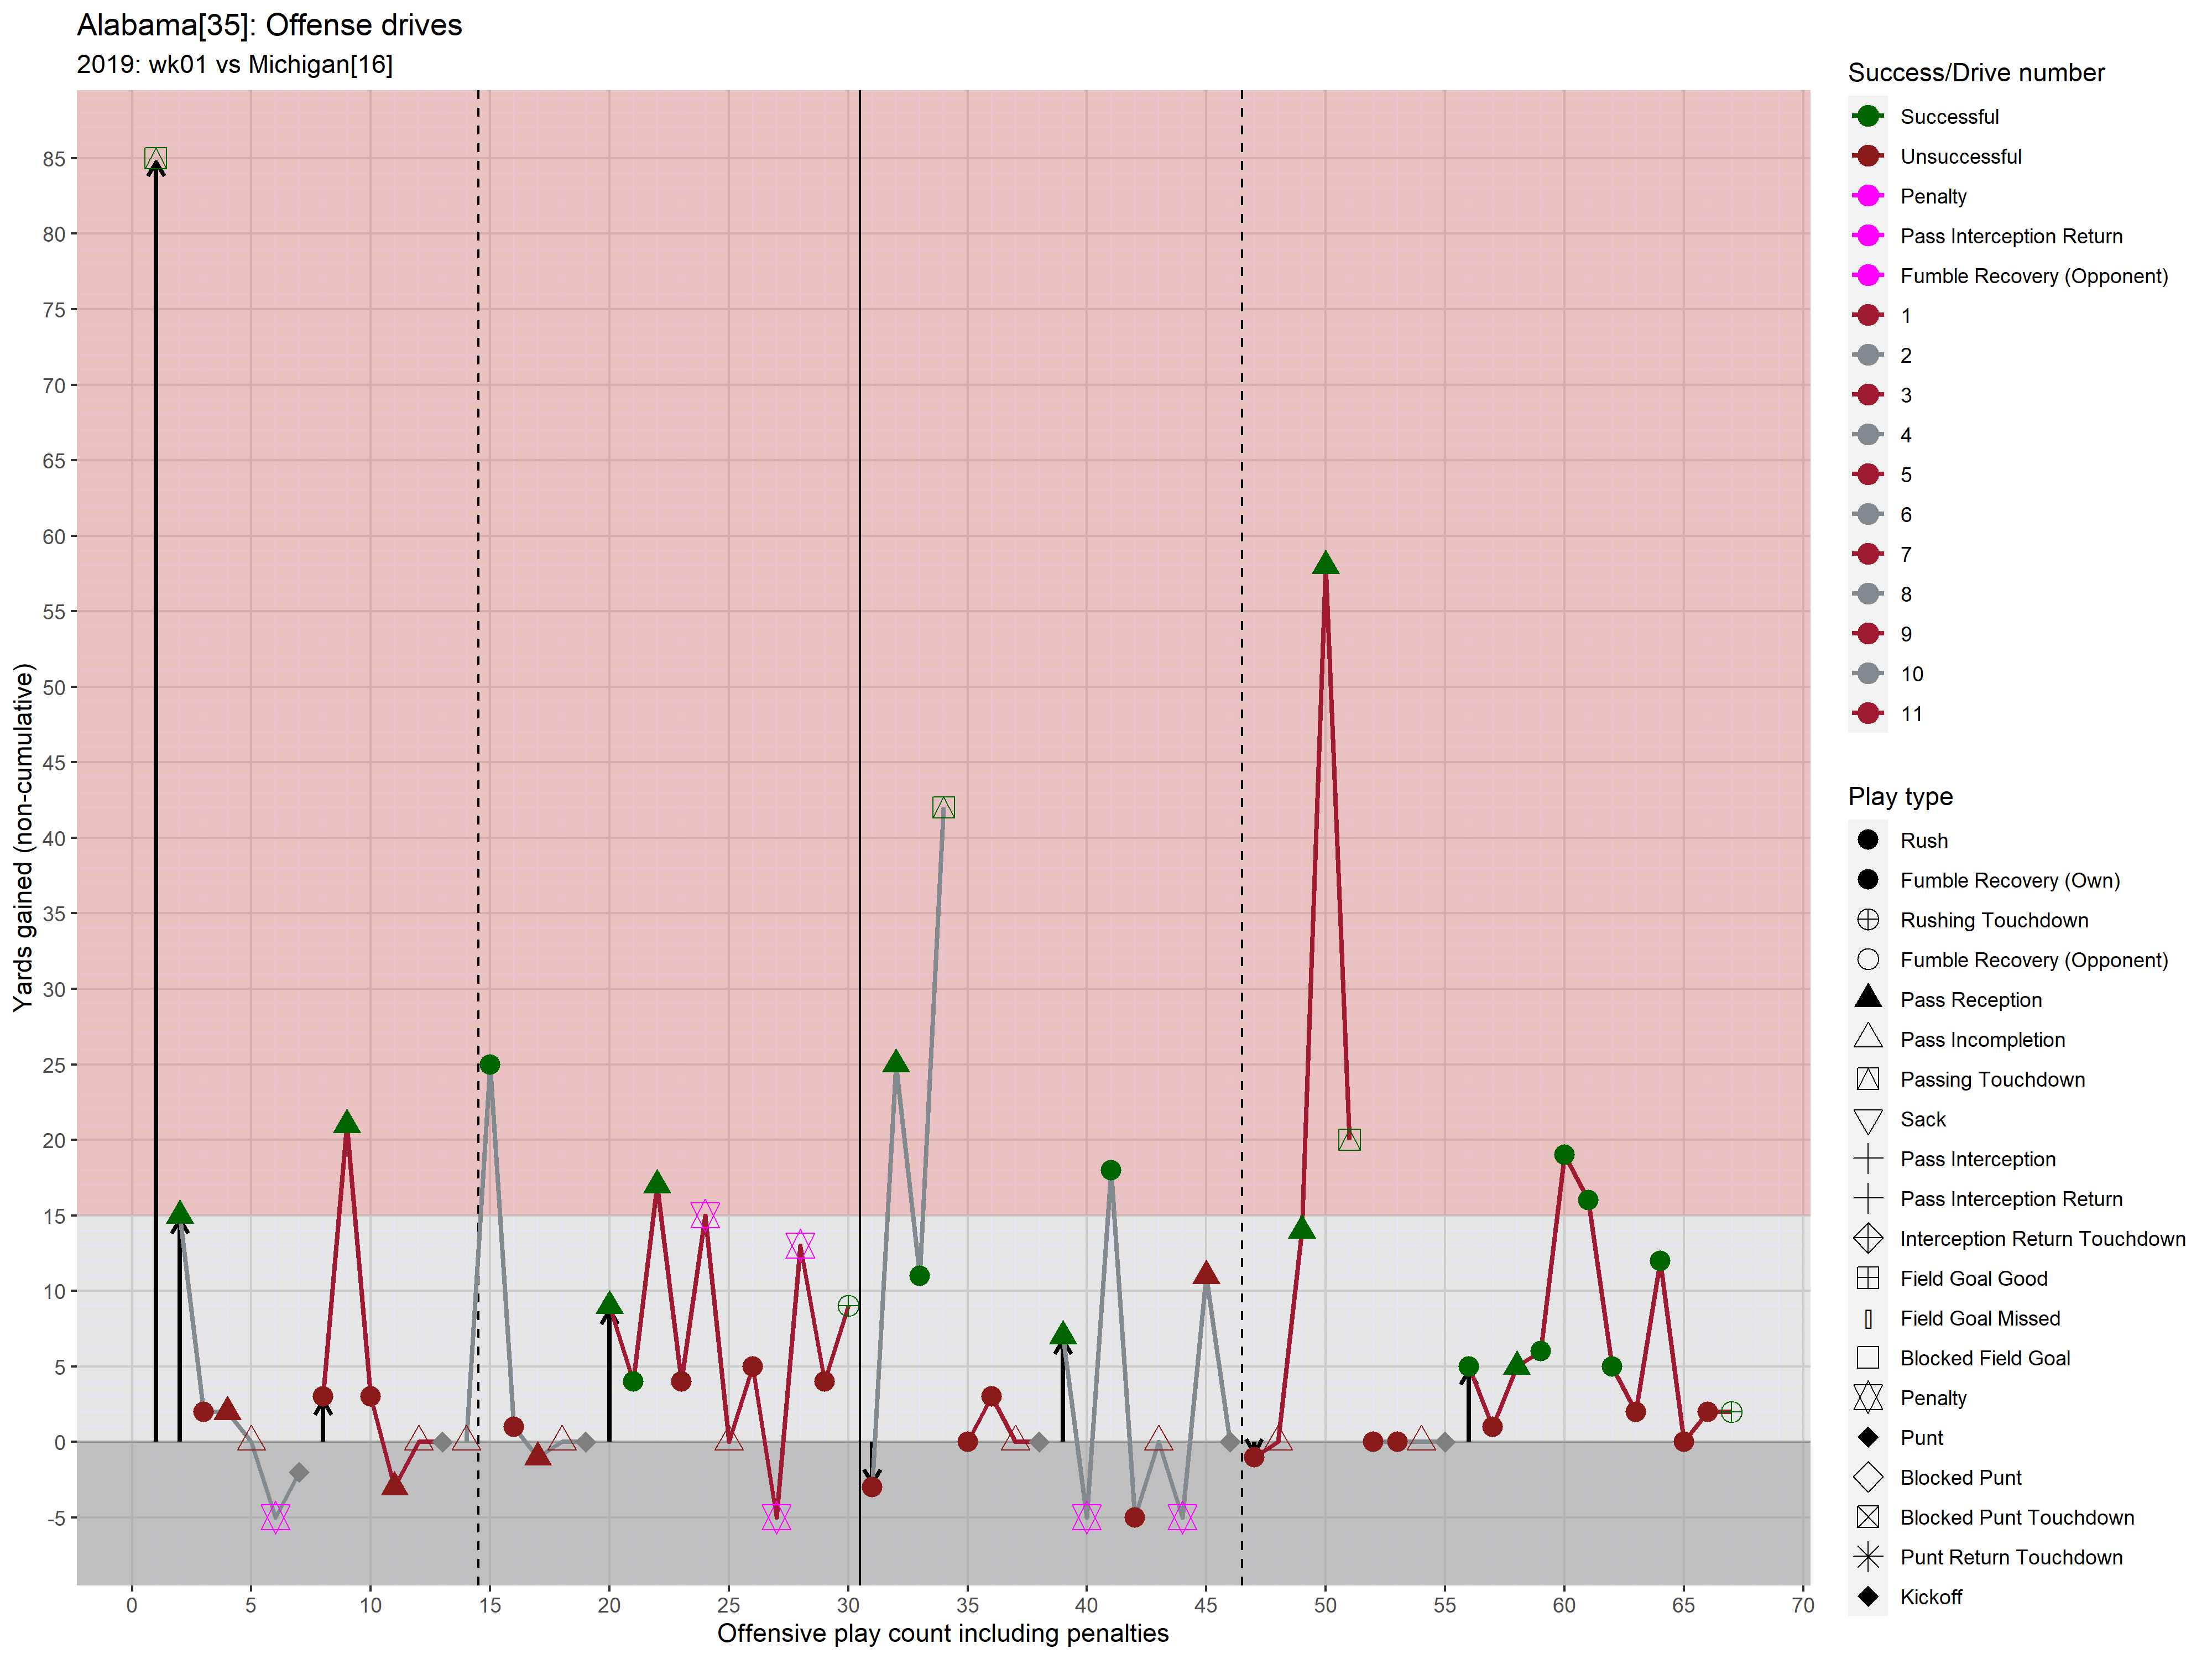 Alabama[35]: Offense drives
2019: wk01 vs Michigan[16]
Yards gained (non-cumulative)
85
80
75
70
65
60
55
50
45
40
35
30
25
20
15
10
5
0
-5
0 5 10 15 20 25 30 35 40 45 50 55 60 65 70
Offensive play count including penalties
Success/Drive number
Successful
Unsuccessful
Penalty
Pass Interception Return
Fumble Recovery (Opponent)
1
2
3
4
5
6
7
8
9
10
11
Play type
Rush
Fumble Recovery (Own)
Rushing Touchdown
Fumble Recovery (Opponent)
Pass Reception
Pass Incompletion
Passing Touchdown
Sack
Pass Interception
Pass Interception Return
Interception Return Touchdown
Field Goal Good
Field Goal Missed
Blocked Field Goal
Penalty
Punt
Blocked Punt
Blocked Punt Touchdown
Punt Return Touchdown
Kickoff